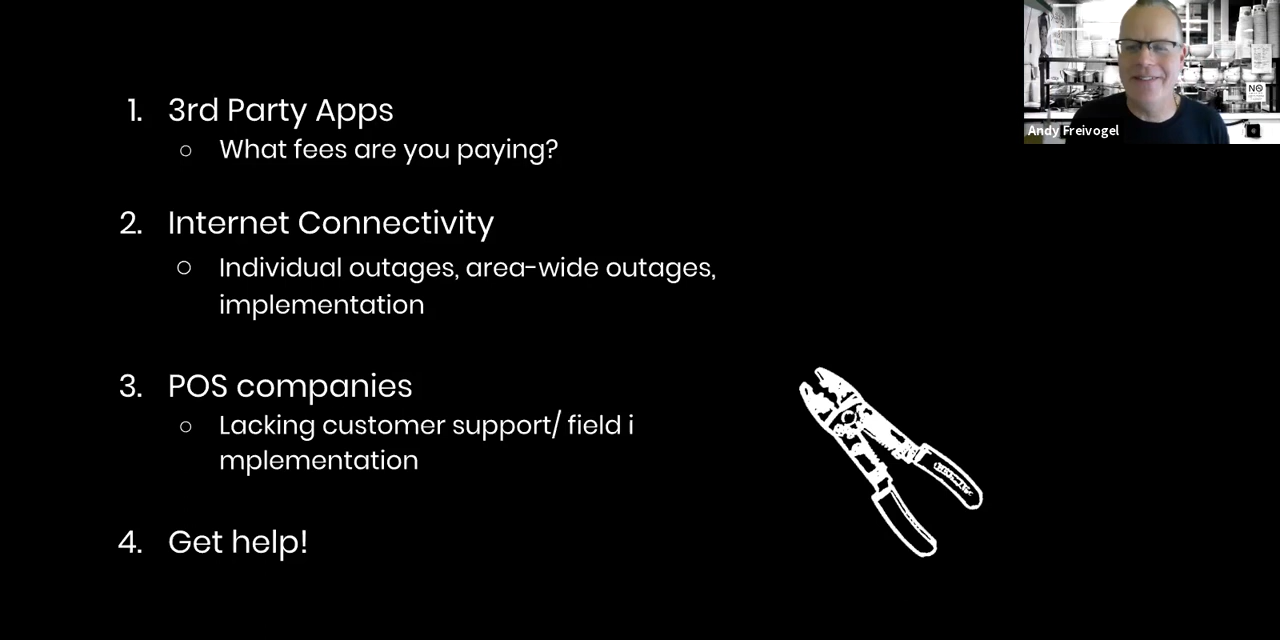 1. 3rd Party Apps
○ What fees are you paying?
2. Internet Connectivity
○ Individual outages, area-wide outages,
implementation
3. POS companies
○ Lacking customer support/ field i
mplementation
4. Get help!
Andy Freivogel
NO